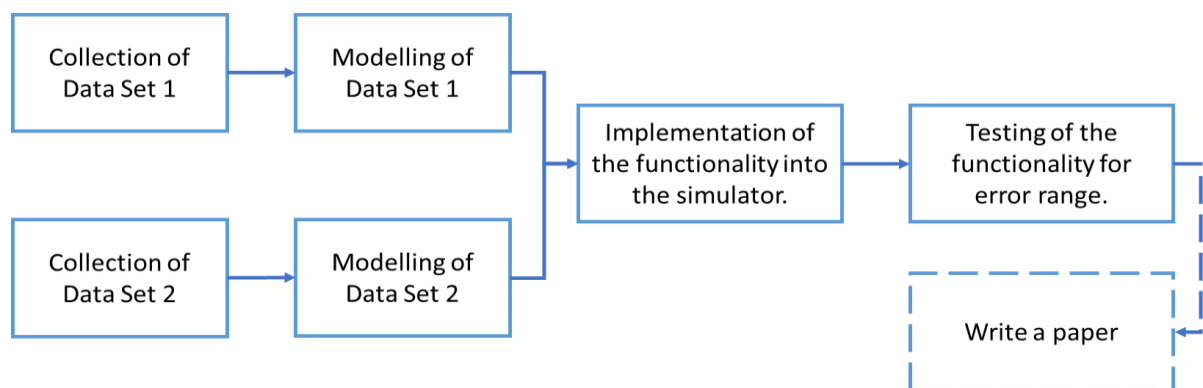 Collection of
Data Set 1
Modelling of
Data Set 1
Implementation of
the functionality into
the simulator.
Testing of the
functionality for
error range.
Collection of
Data Set 2
Modelling of
Data Set 2
Write a paper